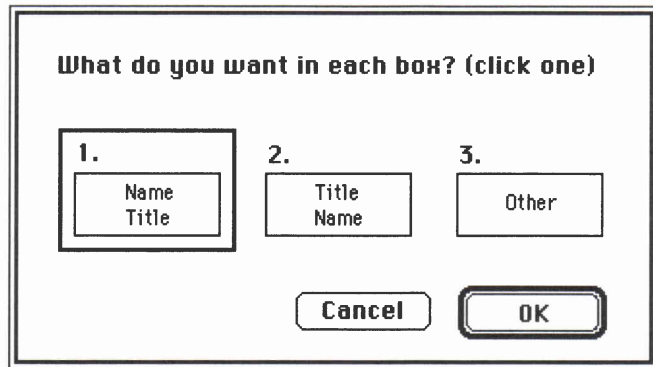 What do you want in each box? (click one)
1.
Name
Title
2.
Title
Name
3.
Other
Cancel
OK